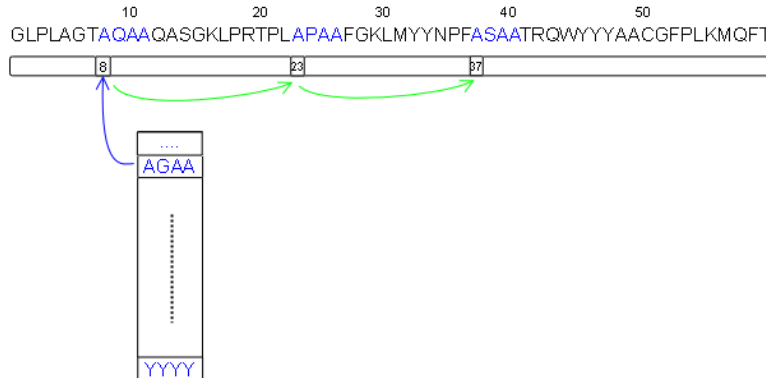 10 20 30 40 50
GLPLAGTAQAAQASGKLPRTPLAPAAFGKLMYYNPFASAATRQWYYYAACGFPLKMQFT
8 23 37
....
AGAA
YYYY